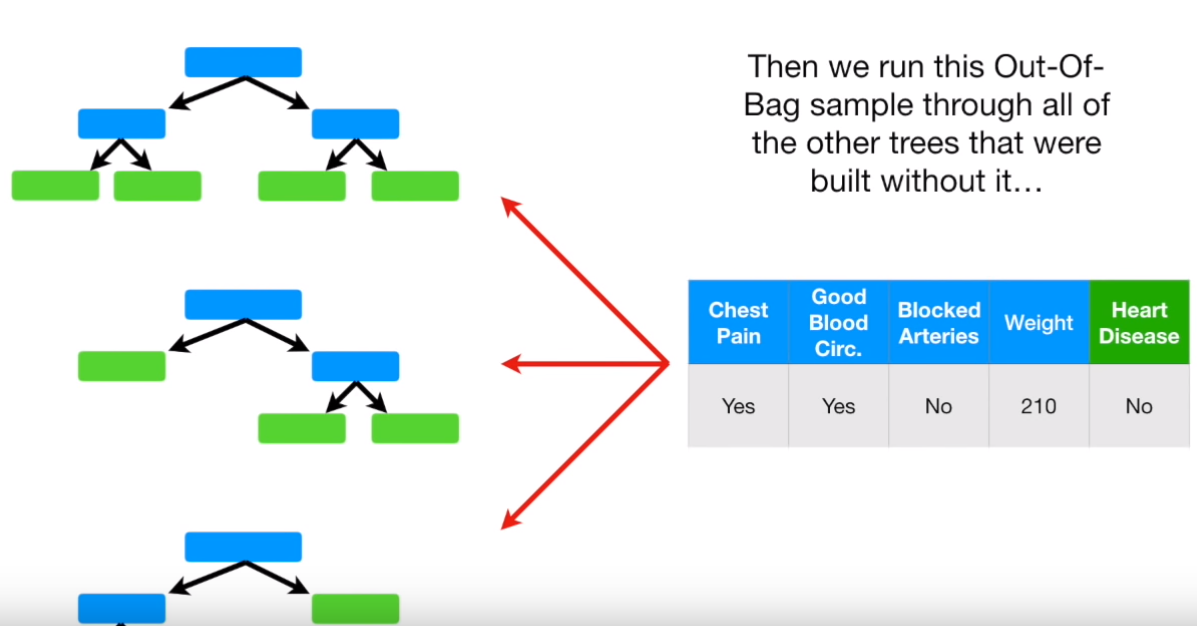 Then we run this Out-Of-
Bag sample through all of
the other trees that were
built without it…
Chest Pain
Good Blood Circ.
Blocked Arteries
Weight
Heart Disease
Yes
Yes
No
210
No